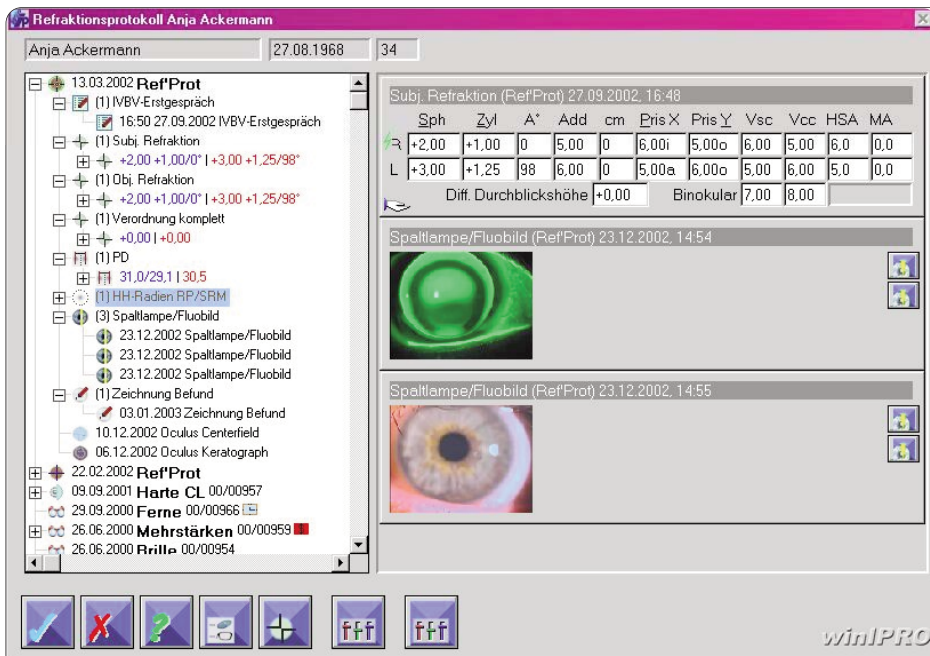 Refraktionsprotokoll Anja Ackermann
Anja Ackermann 27.08.1968 34
13.03.2002 Ref'Prot
(1) IVBV-Erstgespräch
16:50 27.09.2002 IVBV-Erstgespräch
(1) Subj. Refraktion
+2,00 +1,00/0° | +3,00 +1,25/98°
(1) Obj. Refraktion
+2,00 +1,00/0° | +3,00 +1,25/98°
(1) Verordnung komplett
+0,00 | +0,00
(1) PD
31,0/29,1 | 30,5
(1) HH-Radien RP/SRM
(3) Spaltlampe/Fluobild
23.12.2002 Spaltlampe/Fluobild
23.12.2002 Spaltlampe/Fluobild
23.12.2002 Spaltlampe/Fluobild
(1) Zeichnung Befund
03.01.2003 Zeichnung Befund
10.12.2002 Oculus Centerfield
06.12.2002 Oculus Keratograph
22.02.2002 Ref'Prot
09.09.2001 Harte CL 00/00957
29.09.2000 Ferne 00/00966
26.06.2000 Mehrstärken 00/00959
26.06.2000 Brille 00/00954
Subj. Refraktion (Ref'Prot) 27.09.2002, 16:48
Sph Zyl A° Add cm Pris X Pris Y Vsc Vcc HSA MA
R +2,00 +1,00 0 5,00 0 6,00i 5,00o 6,00 5,00 6,0 0,0
L +3,00 +1,25 98 6,00 0 5,00a 6,00o 5,00 6,00 5,0 0,0
Diff. Durchblickshöhe +0,00 Binokular 7,00 8,00
Spaltlampe/Fluobild (Ref'Prot) 23.12.2002, 14:54
Spaltlampe/Fluobild (Ref'Prot) 23.12.2002, 14:55
winIPRO